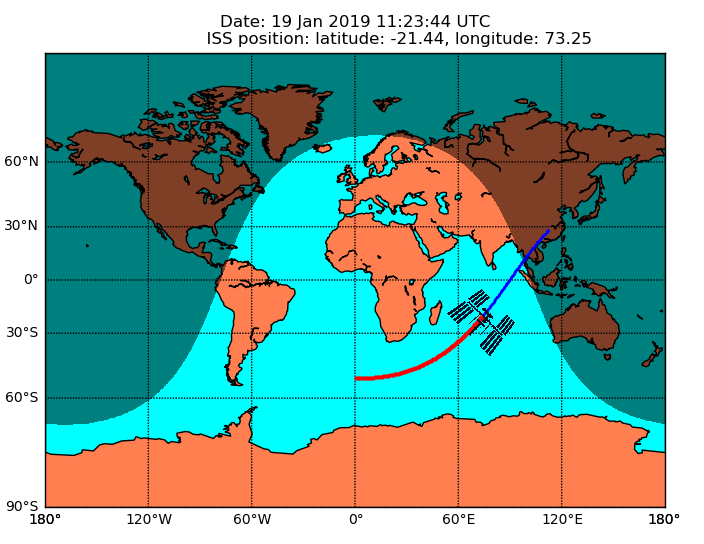 Date: 19 Jan 2019 11:23:44 UTC
ISS position: latitude: -21.44, longitude: 73.25
60°N
30°N
0°
30°S
60°S
90°S
180° 120°W 60°W 0° 60°E 120°E 180°